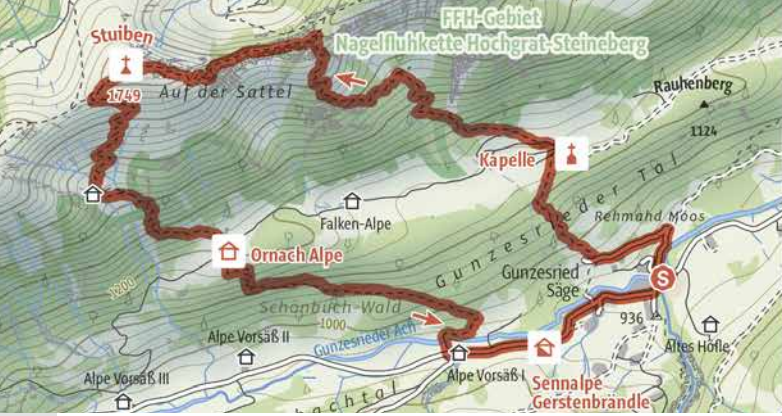 FFH-Gebiet
Nagelfluhkette Hochgrat-Steineberg
Stuiben
1749
Auf der Sattel
Rauhenberg
1124
Kapelle
Gunzesrieder Tal
Rehmahd Moos
Falken-Alpe
Ornach Alpe
Gunzesried
Säge
S
1200
Schönbuch-Wald
1000
936
Gunzesrieder Ach
Alpe Vorsäß II
Altes Höfle
Alpe Vorsäß I
Alpe Vorsäß III
Sennalpe
Gerstenbrändle
bachtal